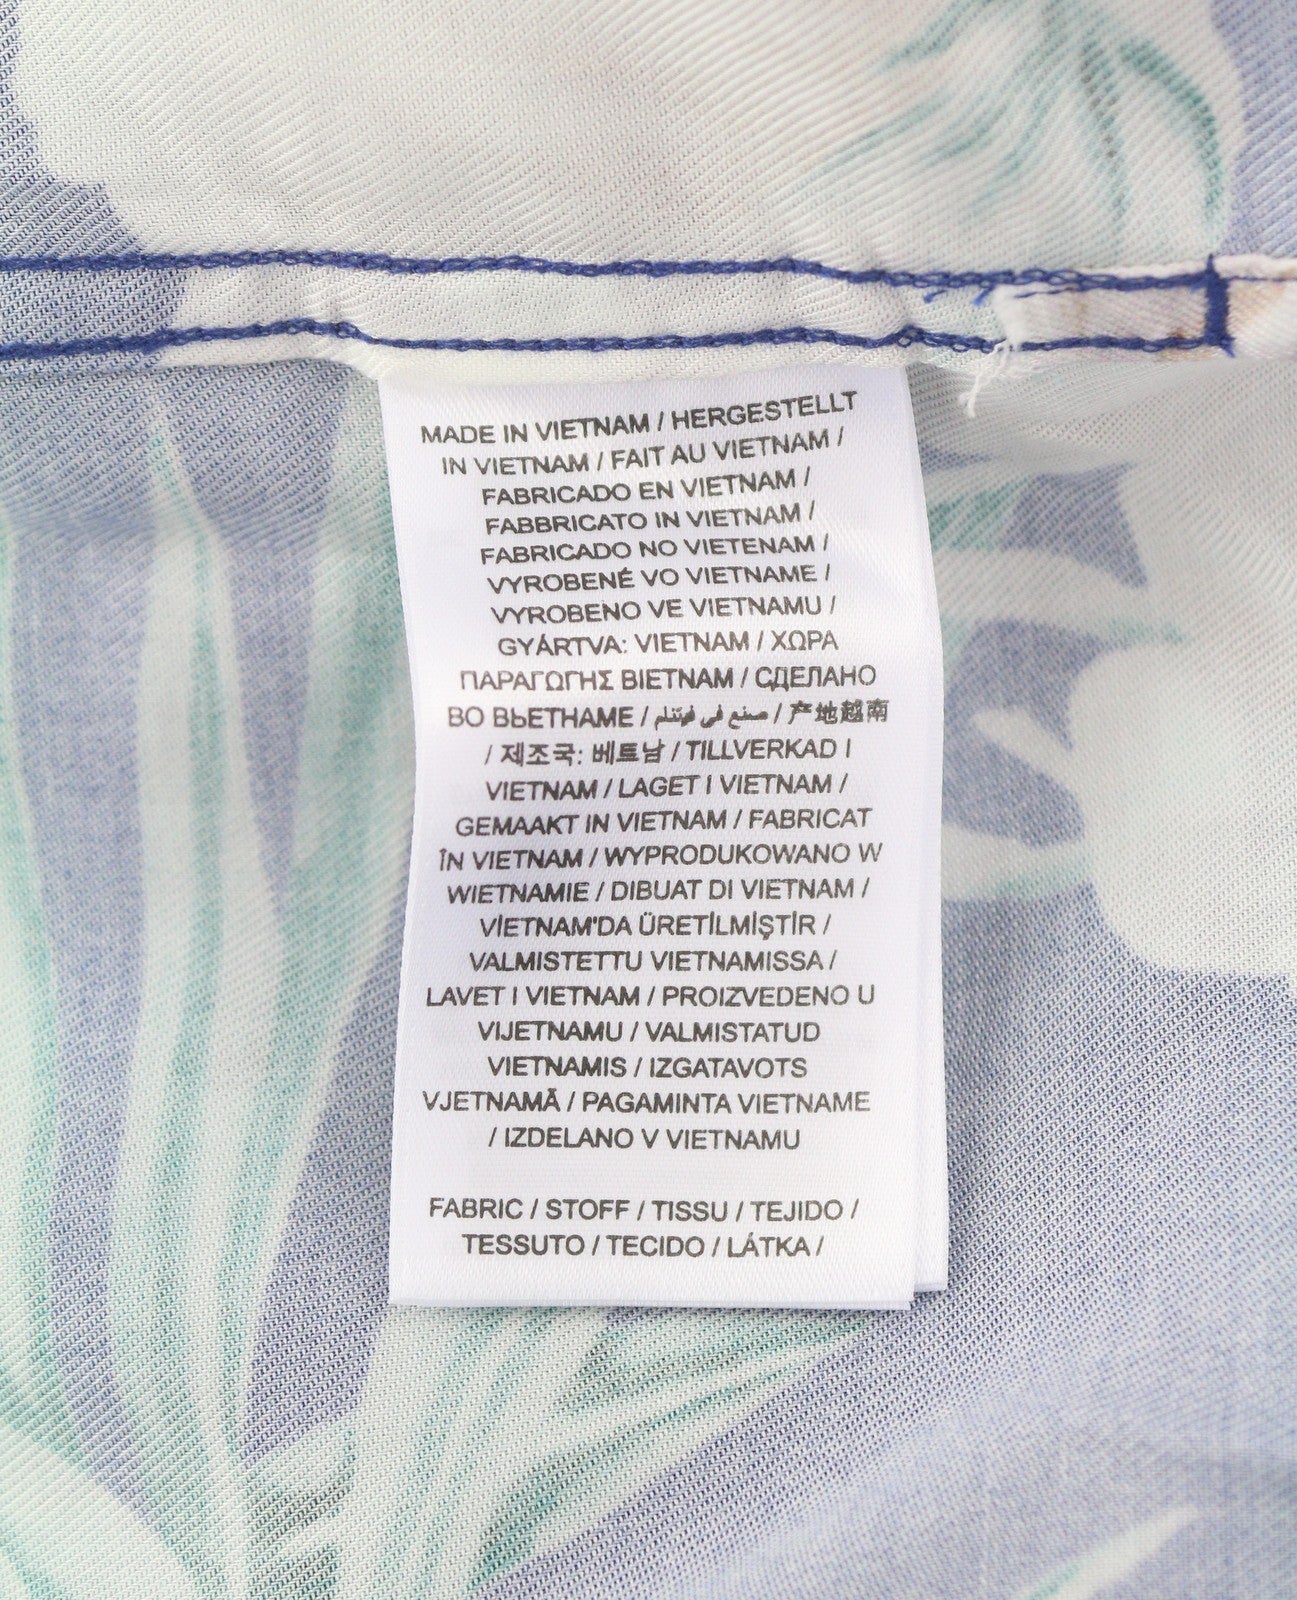 MADE IN VIETNAM / HERGESTELLT
IN VIETNAM / FAIT AU VIETNAM /
FABRICADO EN VIETNAM /
FABBRICATO IN VIETNAM /
FABRICADO NO VIETENAM /
VYROBENÉ VO VIETNAME /
VYROBENO VE VIETNAMU /
GYÁRTVA: VIETNAM / ΧΩΡΑ
ΠΑΡΑΓΩΓΗΣ ΒΙΕΤΝΑΜ / СДЕЛАНО
ВО ВЬЕТНАМЕ / صنع في فيتنام / 产地越南
/ 제조국: 베트남 / TILLVERKAD I
VIETNAM / LAGET I VIETNAM /
GEMAAKT IN VIETNAM / FABRICAT
ÎN VIETNAM / WYPRODUKOWANO W
WIETNAMIE / DIBUAT DI VIETNAM /
VİETNAM'DA ÜRETİLMİŞTİR /
VALMISTETTU VIETNAMISSA /
LAVET I VIETNAM / PROIZVEDENO U
VIJETNAMU / VALMISTATUD
VIETNAMIS / IZGATAVOTS
VJETNAMĀ / PAGAMINTA VIETNAME
/ IZDELANO V VIETNAMU
FABRIC / STOFF / TISSU / TEJIDO /
TESSUTO / TECIDO / LÁTKA /